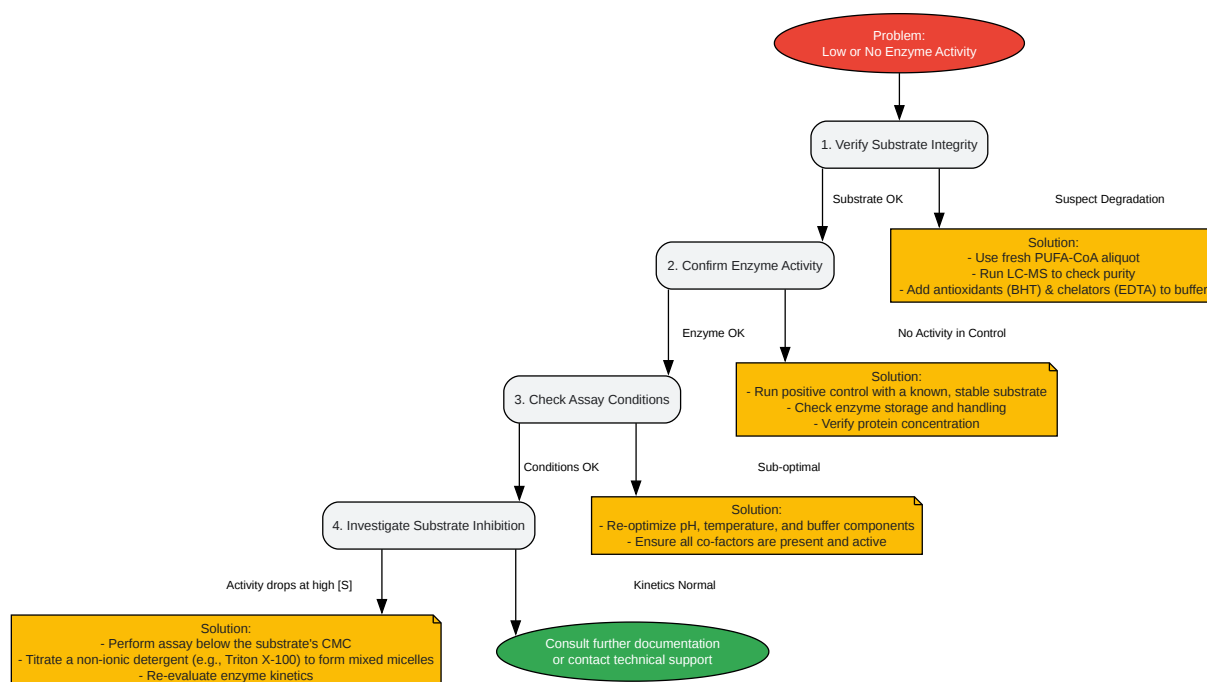 Problem:
Low or No Enzyme Activity
1. Verify Substrate Integrity
Substrate OK
Suspect Degradation
Solution:
- Use fresh PUFA-CoA aliquot
- Run LC-MS to check purity
- Add antioxidants (BHT) & chelators (EDTA) to buffer
2. Confirm Enzyme Activity
Enzyme OK
No Activity in Control
Solution:
- Run positive control with a known, stable substrate
- Check enzyme storage and handling
- Verify protein concentration
3. Check Assay Conditions
Conditions OK
Sub-optimal
Solution:
- Re-optimize pH, temperature, and buffer components
- Ensure all co-factors are present and active
4. Investigate Substrate Inhibition
Activity drops at high [S]
Kinetics Normal
Solution:
- Perform assay below the substrate's CMC
- Titrate a non-ionic detergent (e.g., Triton X-100) to form mixed micelles
- Re-evaluate enzyme kinetics
Consult further documentation
or contact technical support